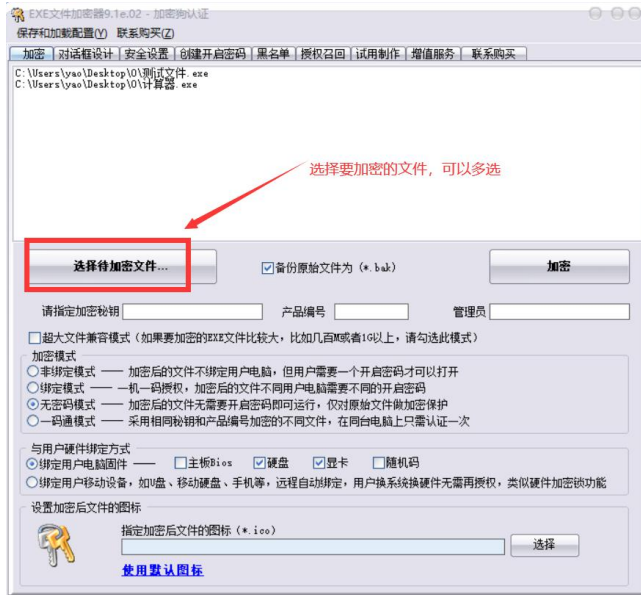 EXE文件加密器9.1e.02 - 加密狗认证
保存和加载配置(Y) 联系购买(Z)
加密 对话框设计 安全设置 创建开启密码 黑名单 授权召回 试用制作 增值服务 联系购买
C:\Users\yao\Desktop\0\测试文件.exe
C:\Users\yao\Desktop\0\计算器.exe
选择要加密的文件，可以多选
选择待加密文件... 备份原始文件为 (*.bak) 加密
请指定加密秘钥 产品编号 管理员
超大文件兼容模式（如果要加密的EXE文件比较大，比如几百M或者1G以上，请勾选此模式）
加密模式
非绑定模式 —— 加密后的文件不绑定用户电脑，但用户需要一个开启密码才可以打开
绑定模式 —— 一机一码授权，加密后的文件不同用户电脑需要不同的开启密码
无密码模式 —— 加密后的文件无需要开启密码即可运行，仅对原始文件做加密保护
一码通模式 —— 采用相同秘钥和产品编号加密的不同文件，在同台电脑上只需认证一次
与用户硬件绑定方式
绑定用户电脑固件 —— 主板Bios 硬盘 显卡 随机码
绑定用户移动设备，如U盘、移动硬盘、手机等，远程自动绑定，用户换系统换硬件无需再授权，类似硬件加密锁功能
设置加密后文件的图标
指定加密后文件的图标 (*.ico)
选择
使用默认图标